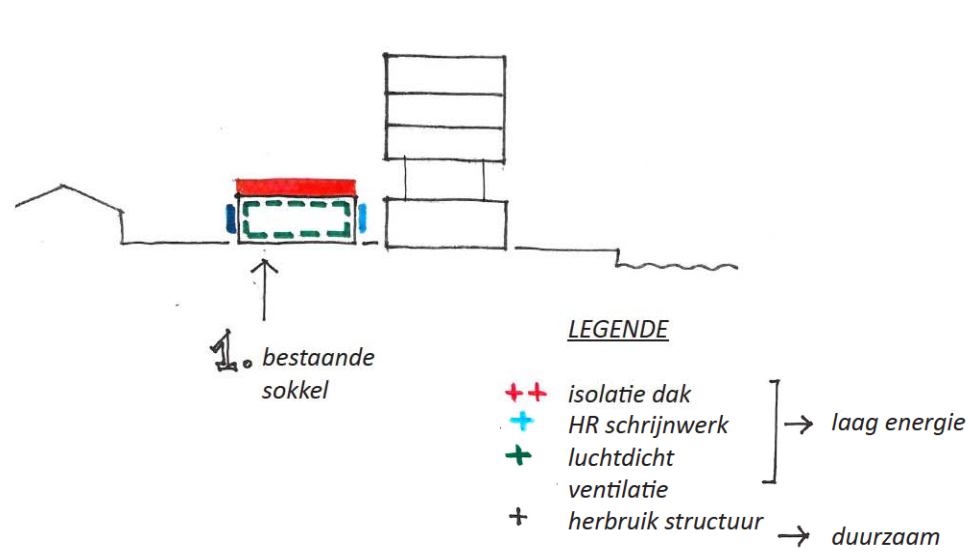 1. bestaande
sokkel
LEGENDE
++ isolatie dak
+ HR schrijnwerk
+ luchtdicht
ventilatie
+ herbruik structuur
→ laag energie
→ duurzaam